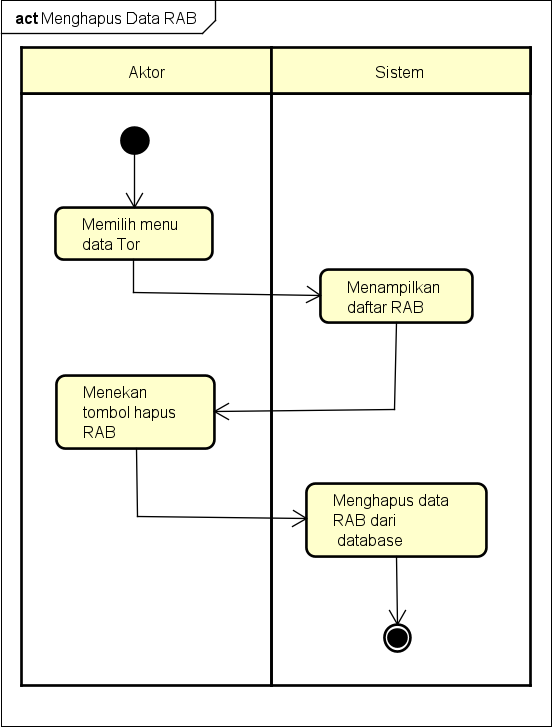 act Menghapus Data RAB
Aktor
Sistem
Memilih menu
data Tor
Menampilkan
daftar RAB
Menekan
tombol hapus
RAB
Menghapus data
RAB dari
database